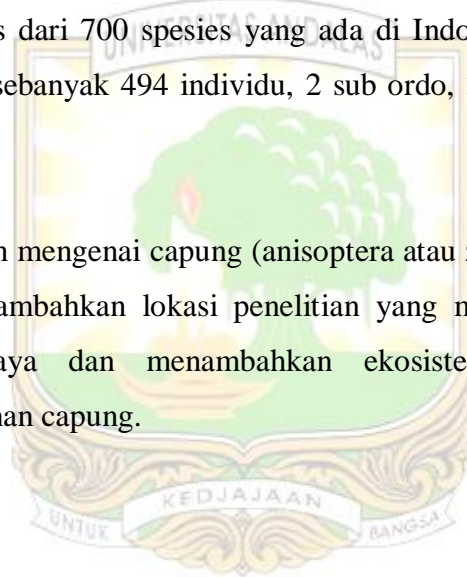 s dari 700 spesies yang ada di Indo
UNIVERSITAS ANDALAS
sebanyak 494 individu, 2 sub ordo,
n mengenai capung (anisoptera atau
ambahkan lokasi penelitian yang
aya dan menambahkan ekosiste
nan capung.
KEDJAJAAN
UNTUK
BANGSA